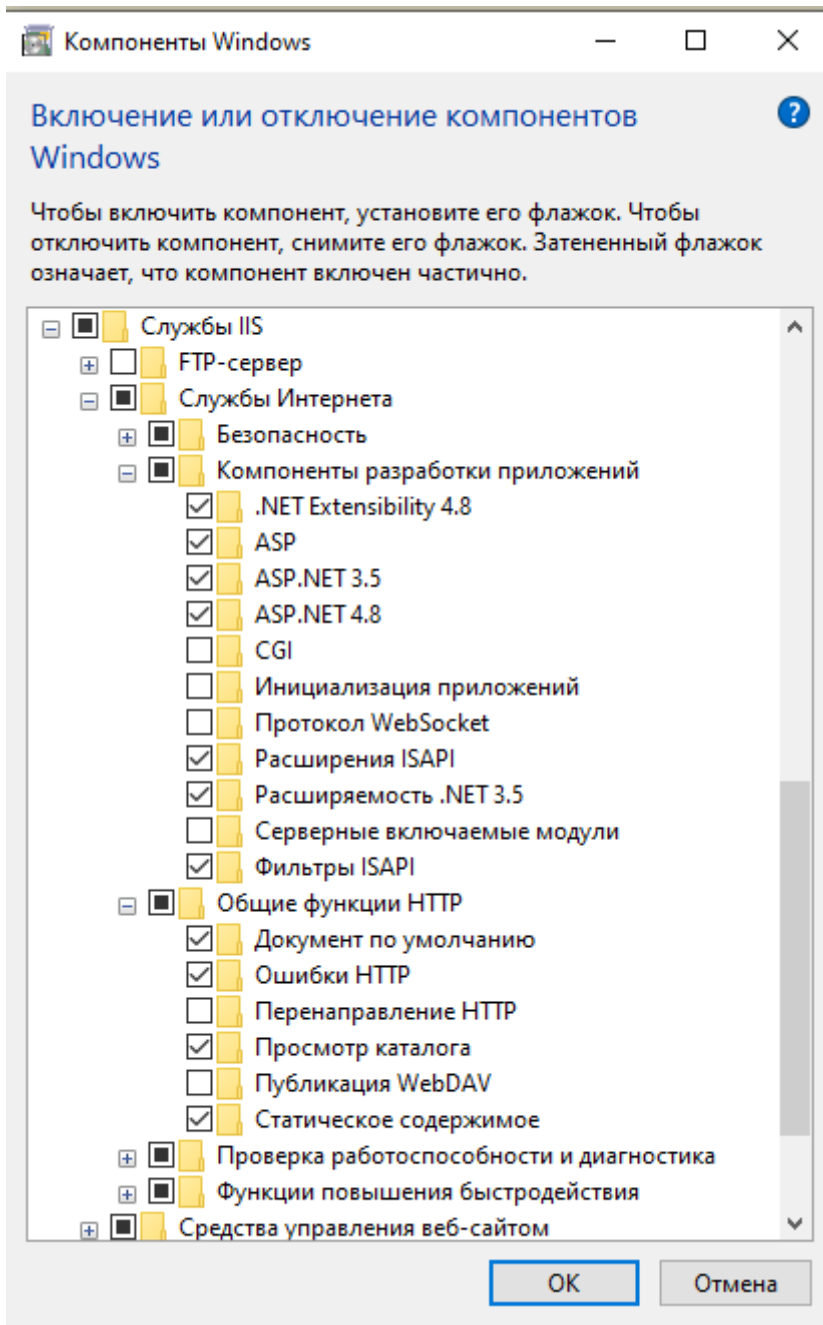 Компоненты Windows
Включение или отключение компонентов
Windows
?
Чтобы включить компонент, установите его флажок. Чтобы
отключить компонент, снимите его флажок. Затененный флажок
означает, что компонент включен частично.
Службы IIS
FTP-сервер
Службы Интернета
Безопасность
Компоненты разработки приложений
.NET Extensibility 4.8
ASP
ASP.NET 3.5
ASP.NET 4.8
CGI
Инициализация приложений
Протокол WebSocket
Расширения ISAPI
Расширяемость .NET 3.5
Серверные включаемые модули
Фильтры ISAPI
Общие функции HTTP
Документ по умолчанию
Ошибки HTTP
Перенаправление HTTP
Просмотр каталога
Публикация WebDAV
Статическое содержимое
Проверка работоспособности и диагностика
Функции повышения быстродействия
Средства управления веб-сайтом
ОК
Отмена